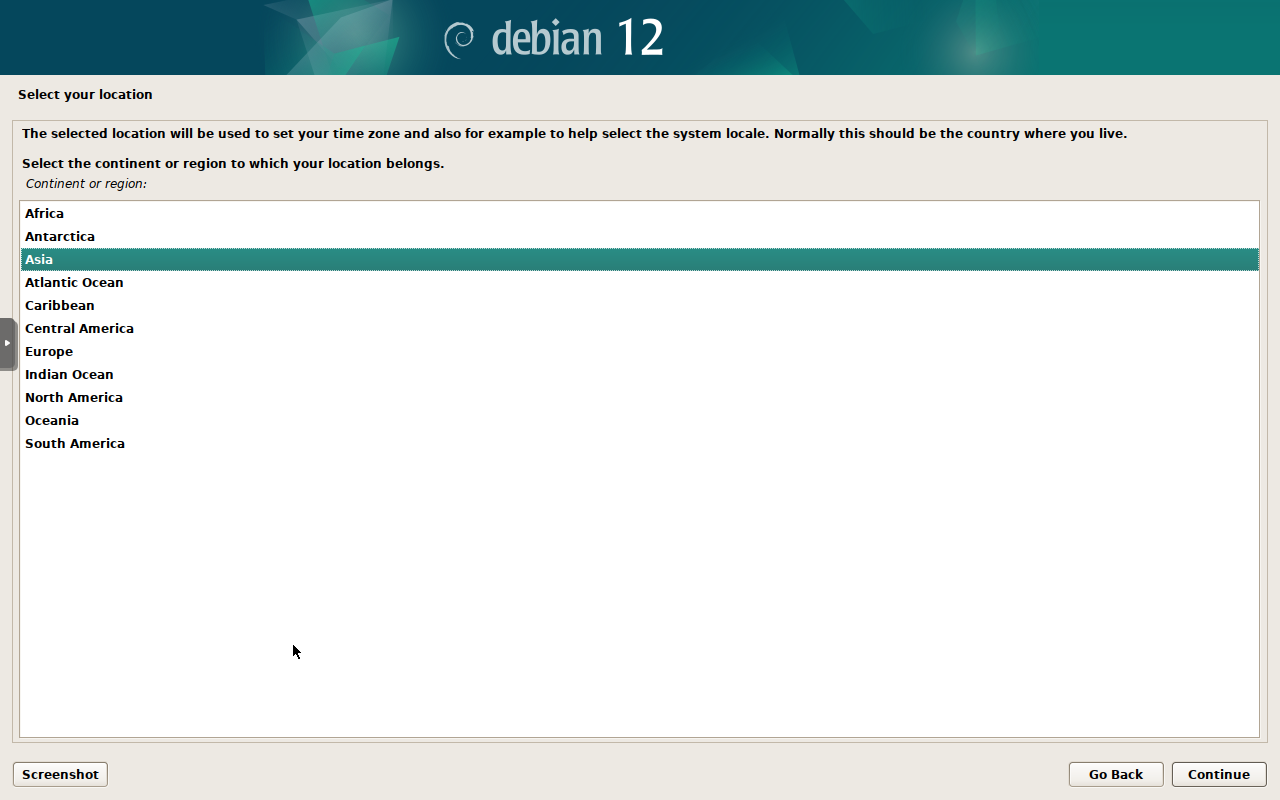 debian 12
Select your location
The selected location will be used to set your time zone and also for example to help select the system locale. Normally this should be the country where you live.
Select the continent or region to which your location belongs.
Continent or region:
Africa
Antarctica
Asia
Atlantic Ocean
Caribbean
Central America
Europe
Indian Ocean
North America
Oceania
South America
Screenshot
Go Back
Continue